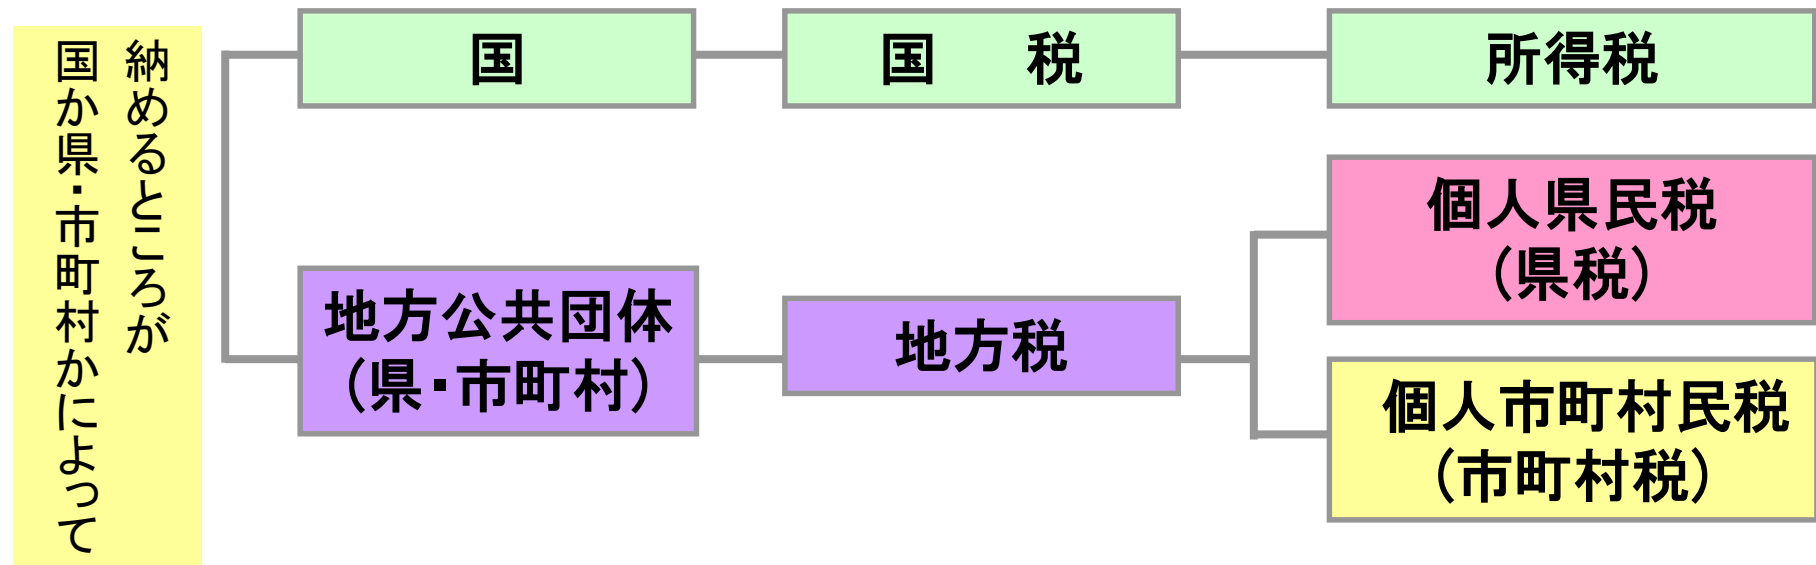 納めるところが
国か県・市町村かによって
国
国　税
所得税
地方公共団体
（県・市町村）
地方税
個人県民税
（県税）
個人市町村民税
（市町村税）